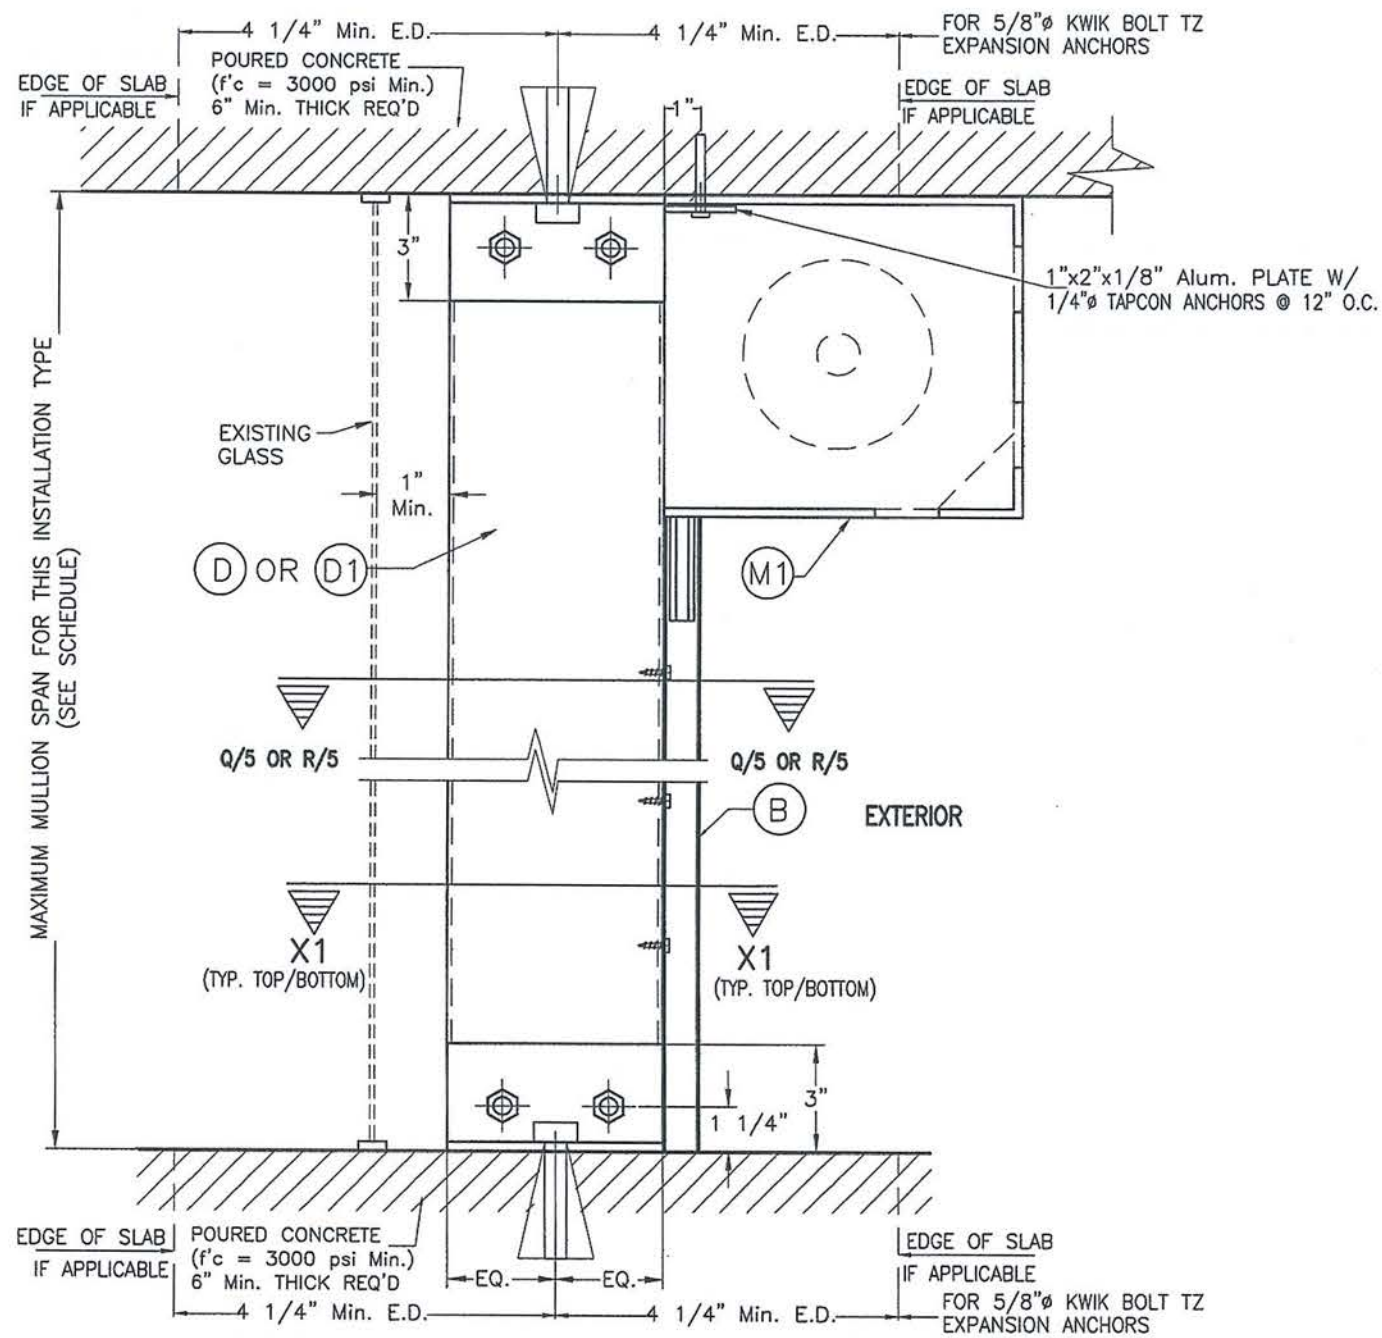 4 1/4" Min. E.D.
4 1/4" Min. E.D.
FOR 5/8"ø KWIK BOLT TZ
EXPANSION ANCHORS
POURED CONCRETE
(f'c = 3000 psi Min.)
6" Min. THICK REQ'D
EDGE OF SLAB
IF APPLICABLE
EDGE OF SLAB
IF APPLICABLE
1"
3"
1"x2"x1/8" Alum. PLATE W/
1/4"ø TAPCON ANCHORS @ 12" O.C.
MAXIMUM MULLION SPAN FOR THIS INSTALLATION TYPE
(SEE SCHEDULE)
EXISTING
GLASS
1"
Min.
D OR D1
M1
Q/5 OR R/5
Q/5 OR R/5
B
EXTERIOR
X1
(TYP. TOP/BOTTOM)
X1
(TYP. TOP/BOTTOM)
3"
1 1/4"
EDGE OF SLAB
IF APPLICABLE
POURED CONCRETE
(f'c = 3000 psi Min.)
6" Min. THICK REQ'D
EQ.
EQ.
EDGE OF SLAB
IF APPLICABLE
4 1/4" Min. E.D.
4 1/4" Min. E.D.
FOR 5/8"ø KWIK BOLT TZ
EXPANSION ANCHORS